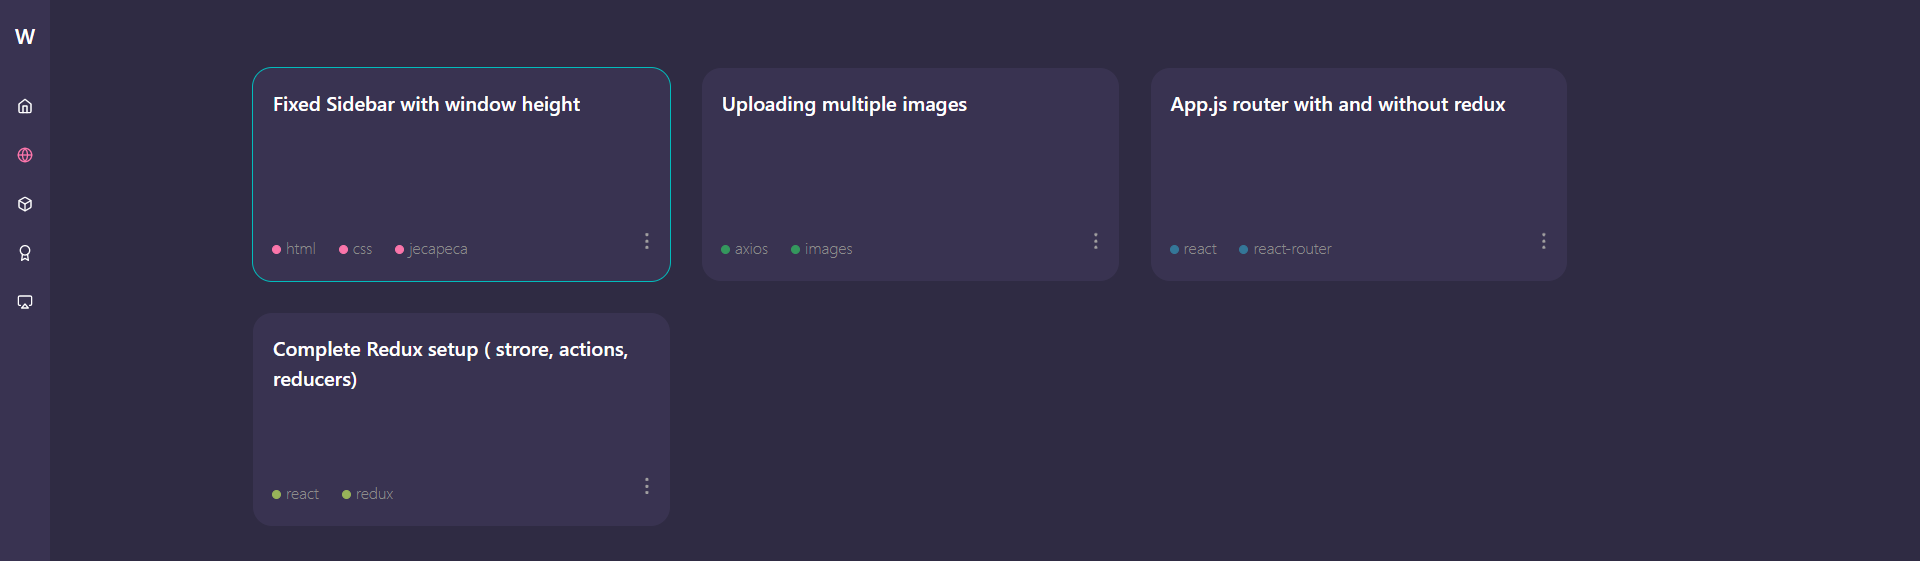 W
Fixed Sidebar with window height
html css jecapeca
Uploading multiple images
axios images
App.js router with and without redux
react react-router
Complete Redux setup ( strore, actions,
reducers)
react redux